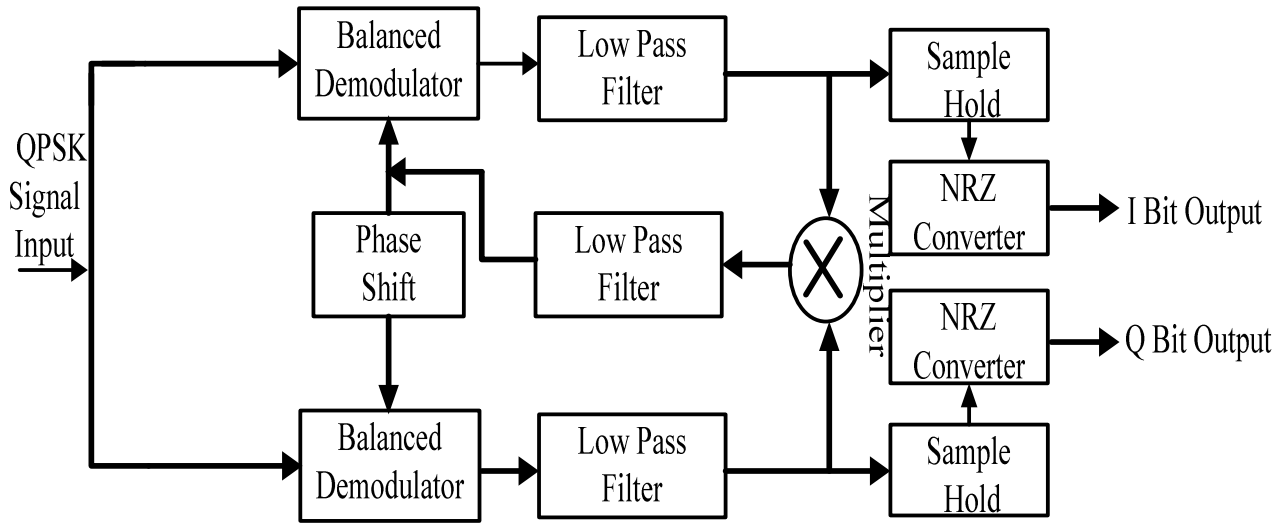 QPSK
Signal
Input
Balanced
Demodulator
Low Pass
Filter
Sample
Hold
Phase
Shift
Low Pass
Filter
Multiplier
NRZ
Converter
I Bit Output
NRZ
Converter
Q Bit Output
Balanced
Demodulator
Low Pass
Filter
Sample
Hold